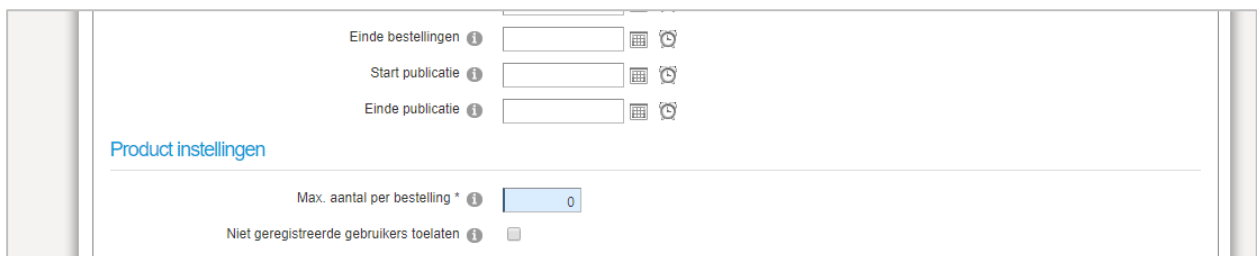 Einde bestellingen
Start publicatie
Einde publicatie
Product instellingen
Max. aantal per bestelling * 0
Niet geregistreerde gebruikers toelaten